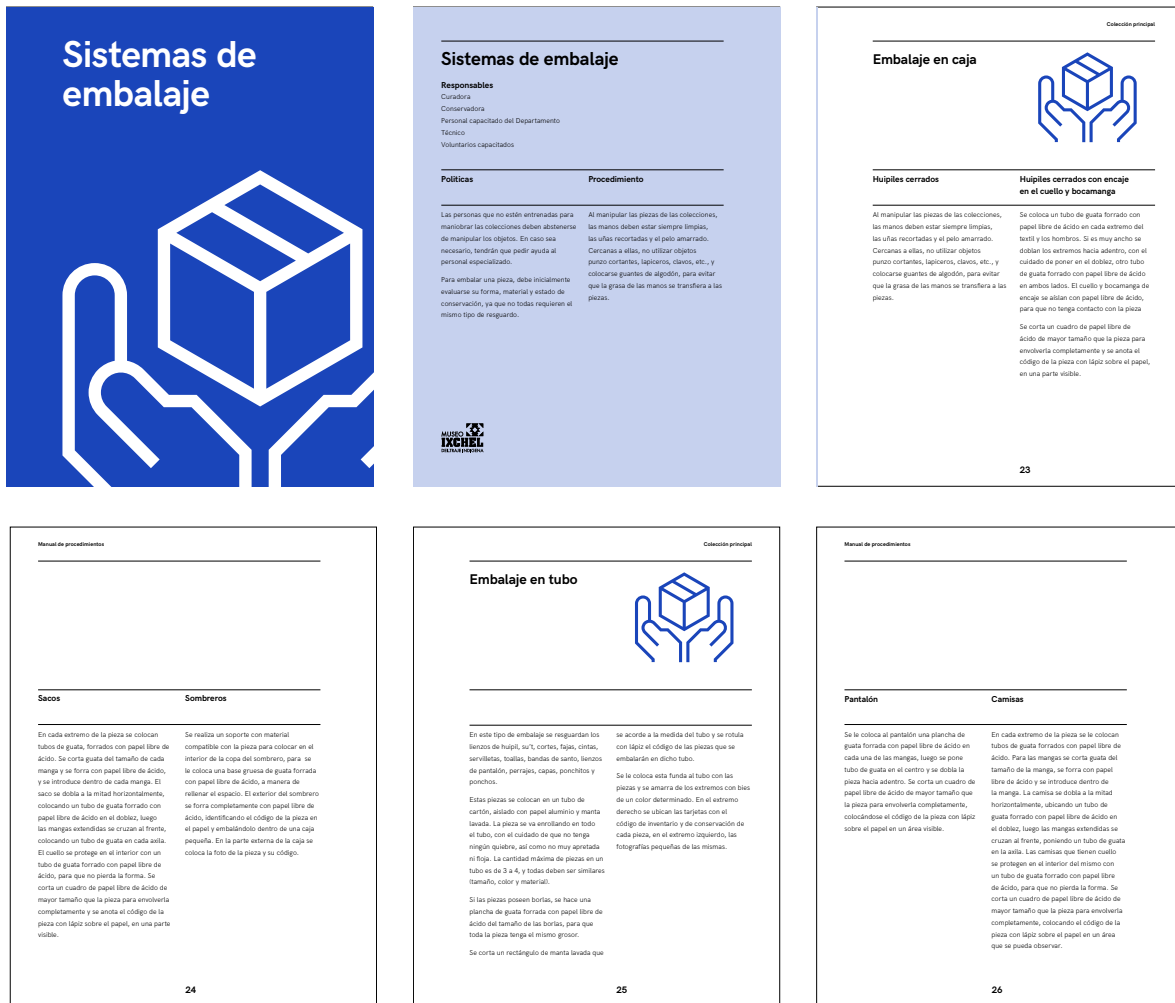 Sistemas de
embalaje
Sistemas de embalaje
Responsables
Curadora
Conservadora
Personal capacitado del Departamento
Técnico
Voluntarios capacitados
Políticas
Las personas que no estén entrenadas para
maniobrar las colecciones deben abstenerse
de manipular los objetos. En caso sea
necesario, tendrán que pedir ayuda al
personal especializado.
Para embalar una pieza, debe inicialmente
evaluarse su forma, material y estado de
conservación, ya que no todas requieren el
mismo tipo de resguardo.
Procedimiento
Al manipular las piezas de las colecciones,
las manos deben estar siempre limpias,
las uñas recortadas y el pelo amarrado.
Cercanas a ellas, no utilizar objetos
punzo cortantes, lapiceros, clavos, etc., y
colocarse guantes de algodón, para evitar
que la grasa de las manos se transfiera a las
piezas.
MUSEO
IXCHEL
DEL TRAJE INDÍGENA
Colección principal
Embalaje en caja
Huipiles cerrados
Al manipular las piezas de las colecciones,
las manos deben estar siempre limpias,
las uñas recortadas y el pelo amarrado.
Cercanas a ellas, no utilizar objetos
punzo cortantes, lapiceros, clavos, etc., y
colocarse guantes de algodón, para evitar
que la grasa de las manos se transfiera a las
piezas.
Huipiles cerrados con encaje
en el cuello y bocamanga
Se coloca un tubo de guata forrado con
papel libre de ácido en cada extremo del
textil y los hombros. Si es muy ancho se
doblan los extremos hacia adentro, con el
cuidado de poner en el doblez, otro tubo
de guata forrado con papel libre de ácido
en ambos lados. El cuello y bocamanga de
encaje se aíslan con papel libre de ácido,
para que no tenga contacto con la pieza
Se corta un cuadro de papel libre de
ácido de mayor tamaño que la pieza para
envolverla completamente y se anota el
código de la pieza con lápiz sobre el papel,
en una parte visible.
23
Manual de procedimientos
Sacos
En cada extremo de la pieza se colocan
tubos de guata, forrados con papel libre de
ácido. Se corta guata del tamaño de cada
manga y se forra con papel libre de ácido,
y se introduce dentro de cada manga. El
saco se dobla a la mitad horizontalmente,
colocando un tubo de guata forrado con
papel libre de ácido en el doblez, luego
las mangas extendidas se cruzan al frente,
colocando un tubo de guata en cada axila.
El cuello se protege en el interior con un
tubo de guata forrado con papel libre de
ácido, para que no pierda la forma. Se
corta un cuadro de papel libre de ácido de
mayor tamaño que la pieza para envolverla
completamente y se anota el código de la
pieza con lápiz sobre el papel, en una parte
visible.
Sombreros
Se realiza un soporte con material
compatible con la pieza para colocar en el
interior de la copa del sombrero, para se
le coloca una base gruesa de guata forrada
con papel libre de ácido, a manera de
rellenar el espacio. El exterior del sombrero
se forra completamente con papel libre de
ácido, identificando el código de la pieza en
el papel y embalándolo dentro de una caja
pequeña. En la parte externa de la caja se
coloca la foto de la pieza y su código.
24
Colección principal
Embalaje en tubo
En este tipo de embalaje se resguardan los
lienzos de huipil, su't, cortes, fajas, cintas,
servilletas, toallas, bandas de santo, lienzos
de pantalón, perrajes, capas, ponchitos y
ponchos.
Estas piezas se colocan en un tubo de
cartón, aislado con papel aluminio y manta
lavada. La pieza se va enrollando en todo
el tubo, con el cuidado de que no tenga
ningún quiebre, así como no muy apretada
ni floja. La cantidad máxima de piezas en un
tubo es de 3 a 4, y todas deben ser similares
(tamaño, color y material).
Si las piezas poseen borlas, se hace una
plancha de guata forrada con papel libre de
ácido del tamaño de las borlas, para que
toda la pieza tenga el mismo grosor.
Se corta un rectángulo de manta lavada que
se acorde a la medida del tubo y se rotula
con lápiz el código de las piezas que se
embalarán en dicho tubo.
Se le coloca esta funda al tubo con las
piezas y se amarra de los extremos con bies
de un color determinado. En el extremo
derecho se ubican las tarjetas con el
código de inventario y de conservación de
cada pieza, en el extremo izquierdo, las
fotografías pequeñas de las mismas.
25
Manual de procedimientos
Pantalón
Se le coloca al pantalón una plancha de
guata forrada con papel libre de ácido en
cada una de las mangas, luego se pone
tubo de guata en el centro y se dobla la
pieza hacia adentro. Se corta un cuadro de
papel libre de ácido de mayor tamaño que
la pieza para envolverla completamente,
colocándose el código de la pieza con lápiz
sobre el papel en un área visible.
Camisas
En cada extremo de la pieza se le colocan
tubos de guata forrados con papel libre de
ácido. Para las mangas se corta guata del
tamaño de la manga, se forra con papel
libre de ácido y se introduce dentro de
la manga. La camisa se dobla a la mitad
horizontalmente, ubicando un tubo de
guata forrado con papel libre de ácido en
el doblez, luego las mangas extendidas se
cruzan al frente, poniendo un tubo de guata
en la axila. Las camisas que tienen cuello
se protegen en el interior del mismo con
un tubo de guata forrado con papel libre
de ácido, para que no pierda la forma. Se
corta un cuadro de papel libre de ácido de
mayor tamaño que la pieza para envolverla
completamente, colocando el código de la
pieza con lápiz sobre el papel en un área
que se pueda observar.
26